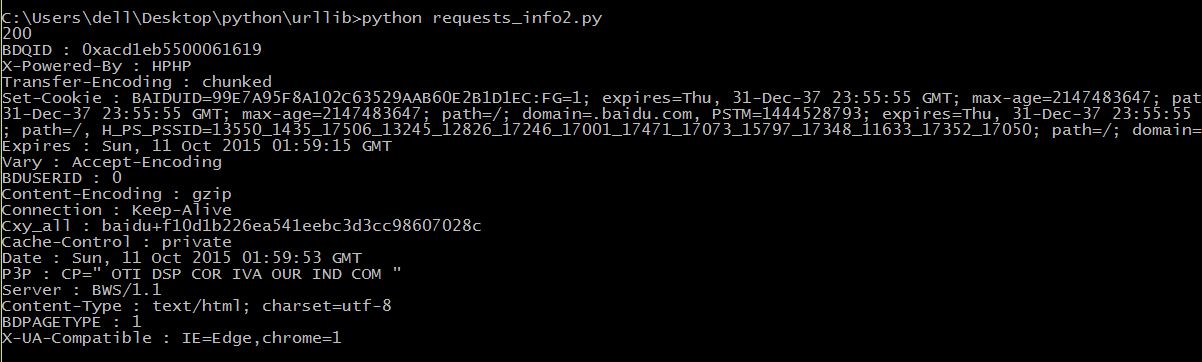 C:\Users\dell\Desktop\python\urllib>python requests_info2.py
200
BDQID : 0xacd1eb5500061619
X-Powered-By : HPHP
Transfer-Encoding : chunked
Set-Cookie : BAIDUID=99E7A95F8A102C63529AAB60E2B1D1EC:FG=1; expires=Thu, 31-Dec-37 23:55:55 GMT; max-age=2147483647; pat
31-Dec-37 23:55:55 GMT; max-age=2147483647; path=/; domain=.baidu.com, PSTM=1444528793; expires=Thu, 31-Dec-37 23:55:55
; path=/, H_PS_PSSID=13550_1435_17506_13245_12826_17246_17001_17471_17073_15797_17348_11633_17352_17050; path=/; domain=
Expires : Sun, 11 Oct 2015 01:59:15 GMT
Vary : Accept-Encoding
BDUSERID : 0
Content-Encoding : gzip
Connection : Keep-Alive
Cxy_all : baidu+f10d1b226ea541eebc3d3cc98607028c
Cache-Control : private
Date : Sun, 11 Oct 2015 01:59:53 GMT
P3P : CP=" OTI DSP COR IVA OUR IND COM "
Server : BWS/1.1
Content-Type : text/html; charset=utf-8
BDPAGETYPE : 1
X-UA-Compatible : IE=Edge,chrome=1